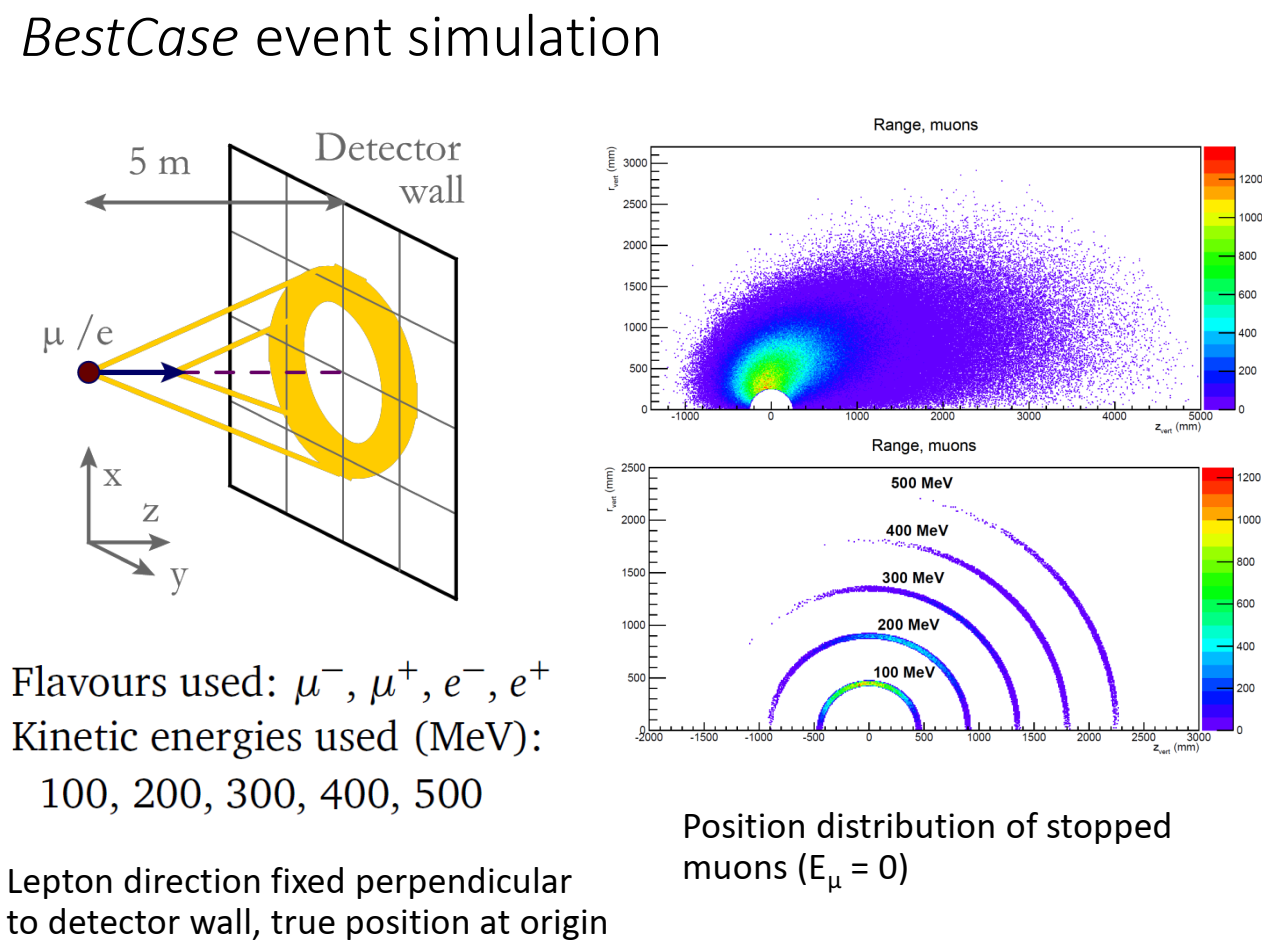 BestCase event simulation
5 m
Detector
wall
μ /e
x
z
y
Flavours used: μ⁻, μ⁺, e⁻, e⁺
Kinetic energies used (MeV):
100, 200, 300, 400, 500
Lepton direction fixed perpendicular
to detector wall, true position at origin
Range, muons
r_vert (mm)
3000
2500
2000
1500
1000
500
0
-1000 0 1000 2000 3000 4000 5000
z_vert (mm)
1200
1000
800
600
400
200
0
Range, muons
r_vert (mm)
2500
2000
1500
1000
500
0
500 MeV
400 MeV
300 MeV
200 MeV
100 MeV
-2000 -1500 -1000 -500 0 500 1000 1500 2000 2500 3000
z_vert (mm)
1200
1000
800
600
400
200
0
Position distribution of stopped
muons (E_μ = 0)